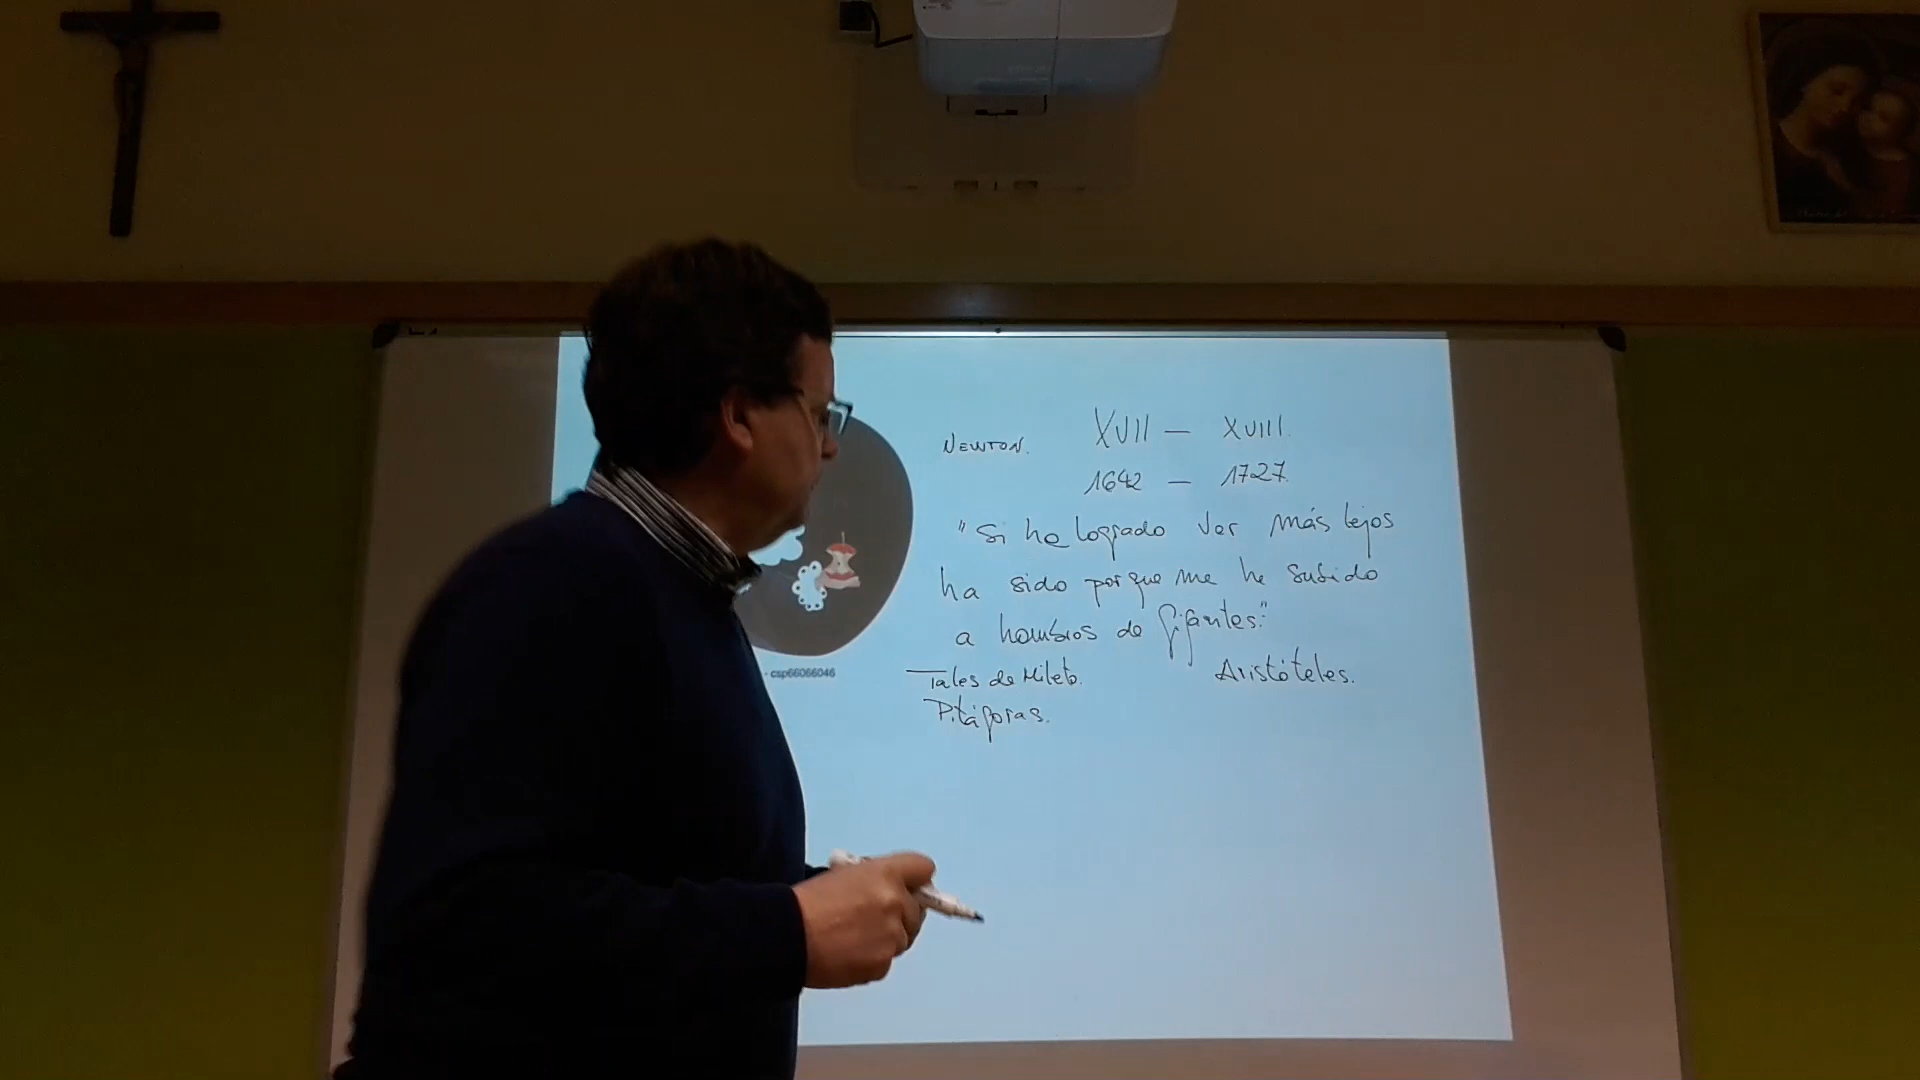 NEWTON. XVII — XVIII.
1642 — 1727.
"Si he logrado ver más lejos
ha sido porque me he subido
a hombros de gigantes."
Tales de Mileto. Aristóteles.
Pitágoras.
- csp66066046